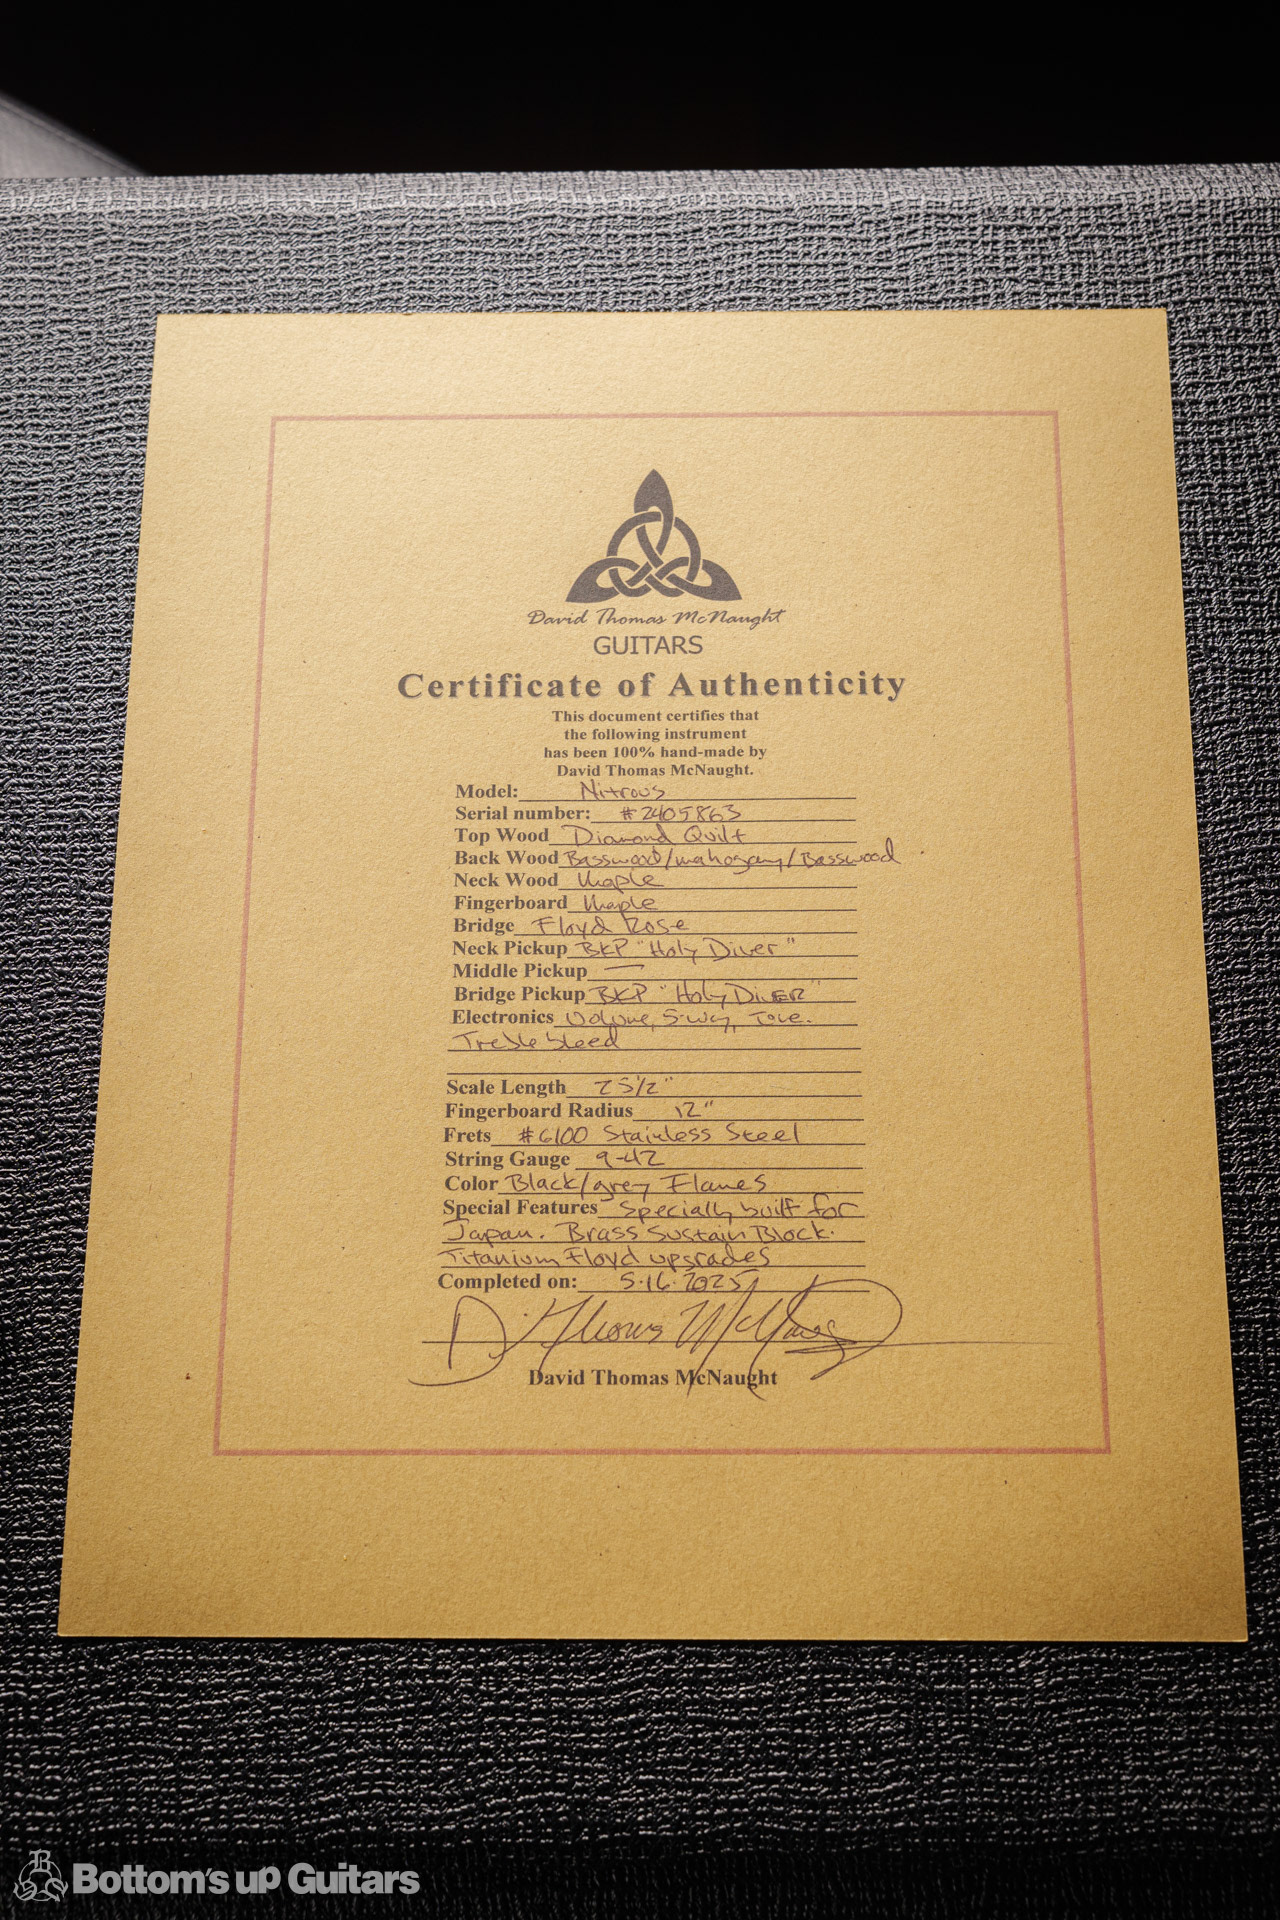 David Thomas McNaught
GUITARS
Certificate of Authenticity
This document certifies that
the following instrument
has been 100% hand-made by
David Thomas McNaught.
Model: Nitrous
Serial number: #2405863
Top Wood Diamond Quilt
Back Wood Basswood/mahogany/Basswood
Neck Wood Maple
Fingerboard Maple
Bridge Floyd Rose
Neck Pickup BKP "Holy Diver"
Middle Pickup —
Bridge Pickup BKP "Holy Diver"
Electronics Volume, 5-way, Tone.
Treble bleed
Scale Length 25 1/2"
Fingerboard Radius 12"
Frets #6100 Stainless Steel
String Gauge 9-42
Color Black/grey Flames
Special Features Specially built for
Japan. Brass Sustain Block.
Titanium Floyd upgrades
Completed on: 5.16.2025
D. Thomas McNaught
David Thomas McNaught
Bottom's up Guitars